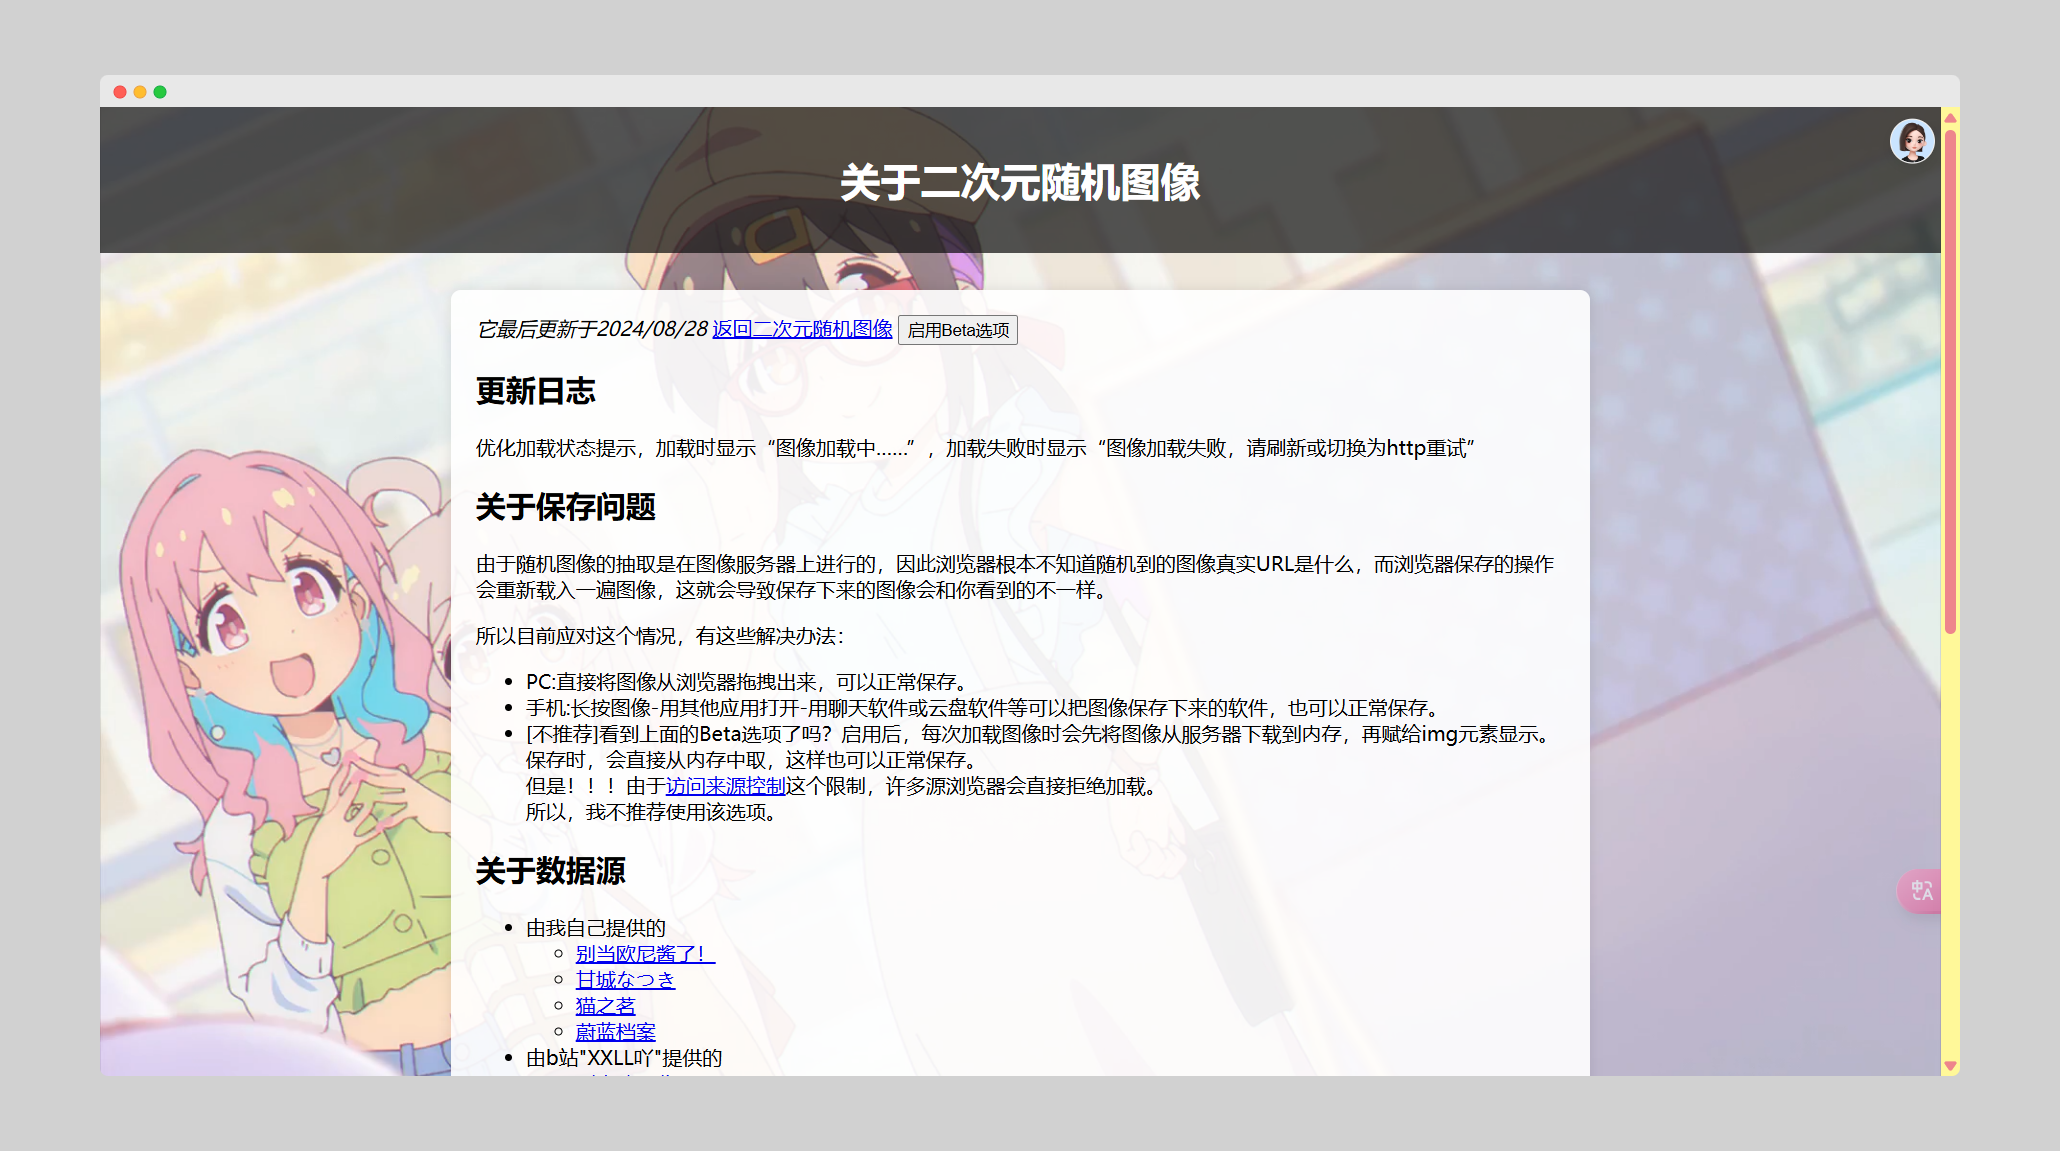 关于二次元随机图像
它最后更新于2024/08/28 返回二次元随机图像 启用Beta选项
更新日志
优化加载状态提示，加载时显示“图像加载中......”，加载失败时显示“图像加载失败，请刷新或切换为http重试”
关于保存问题
由于随机图像的抽取是在图像服务器上进行的，因此浏览器根本不知道随机到的图像真实URL是什么，而浏览器保存的操作
会重新载入一遍图像，这就会导致保存下来的图像会和你看到的不一样。
所以目前应对这个情况，有这些解决办法：
PC:直接将图像从浏览器拖拽出来，可以正常保存。
手机:长按图像-用其他应用打开-用聊天软件或云盘软件等可以把图像保存下来的软件，也可以正常保存。
[不推荐]看到上面的Beta选项了吗？启用后，每次加载图像时会先将图像从服务器下载到内存，再赋给img元素显示。
保存时，会直接从内存中取，这样也可以正常保存。
但是！！！由于访问来源控制这个限制，许多源浏览器会直接拒绝加载。
所以，我不推荐使用该选项。
关于数据源
由我自己提供的
别当欧尼酱了！
甘城なつき
猫之茗
蔚蓝档案
由b站"XXLL吖"提供的
中A